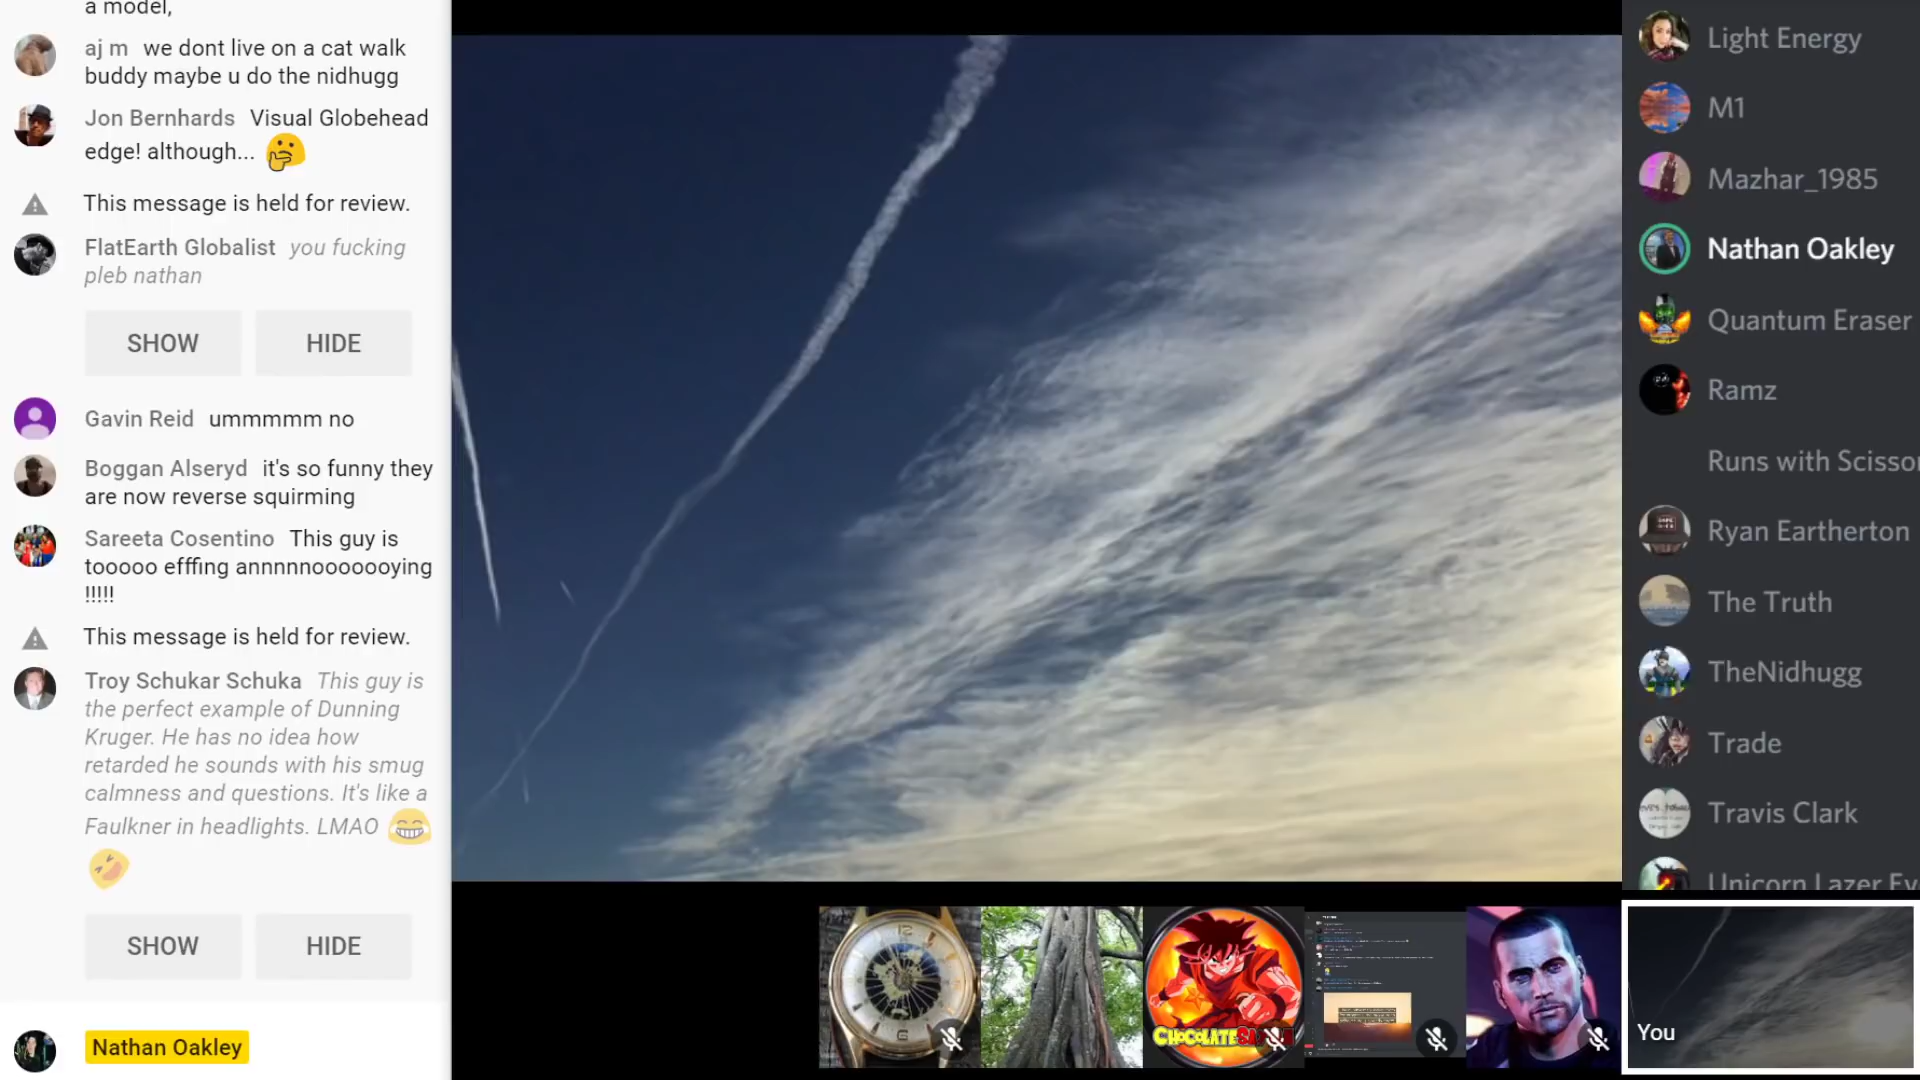 a model,
aj m we dont live on a cat walk
buddy maybe u do the nidhugg
Jon Bernhards Visual Globehead
edge! although...
This message is held for review.
FlatEarth Globalist you fucking
pleb nathan
SHOW HIDE
Gavin Reid ummmmm no
Boggan Alseryd it's so funny they
are now reverse squirming
Sareeta Cosentino This guy is
tooooo efffing annnnnooooooying
!!!!!
This message is held for review.
Troy Schukar Schuka This guy is
the perfect example of Dunning
Kruger. He has no idea how
retarded he sounds with his smug
calmness and questions. It's like a
Faulkner in headlights. LMAO
SHOW HIDE
Nathan Oakley
Light Energy
M1
Mazhar_1985
Nathan Oakley
Quantum Eraser
Ramz
Runs with Scissor
Ryan Eartherton
The Truth
TheNidhugg
Trade
Travis Clark
Unicorn Lazer Ey
You